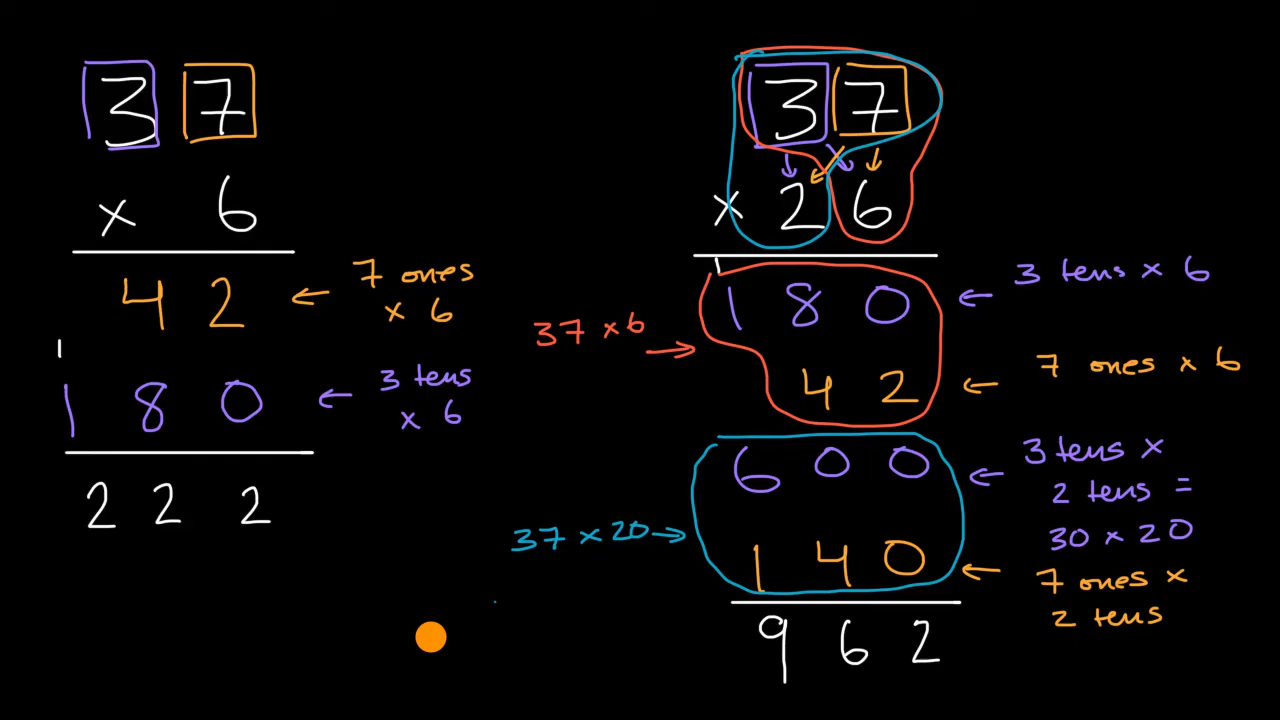 37
x 6
42 ← 7 ones
x 6
1
180 ← 3 tens
x 6
222
37
x 26
1
180 ← 3 tens x 6
37 x 6 →
42 ← 7 ones x 6
600 ← 3 tens x
2 tens =
30 x 20
37 x 20 →
140 ← 7 ones x
2 tens
962